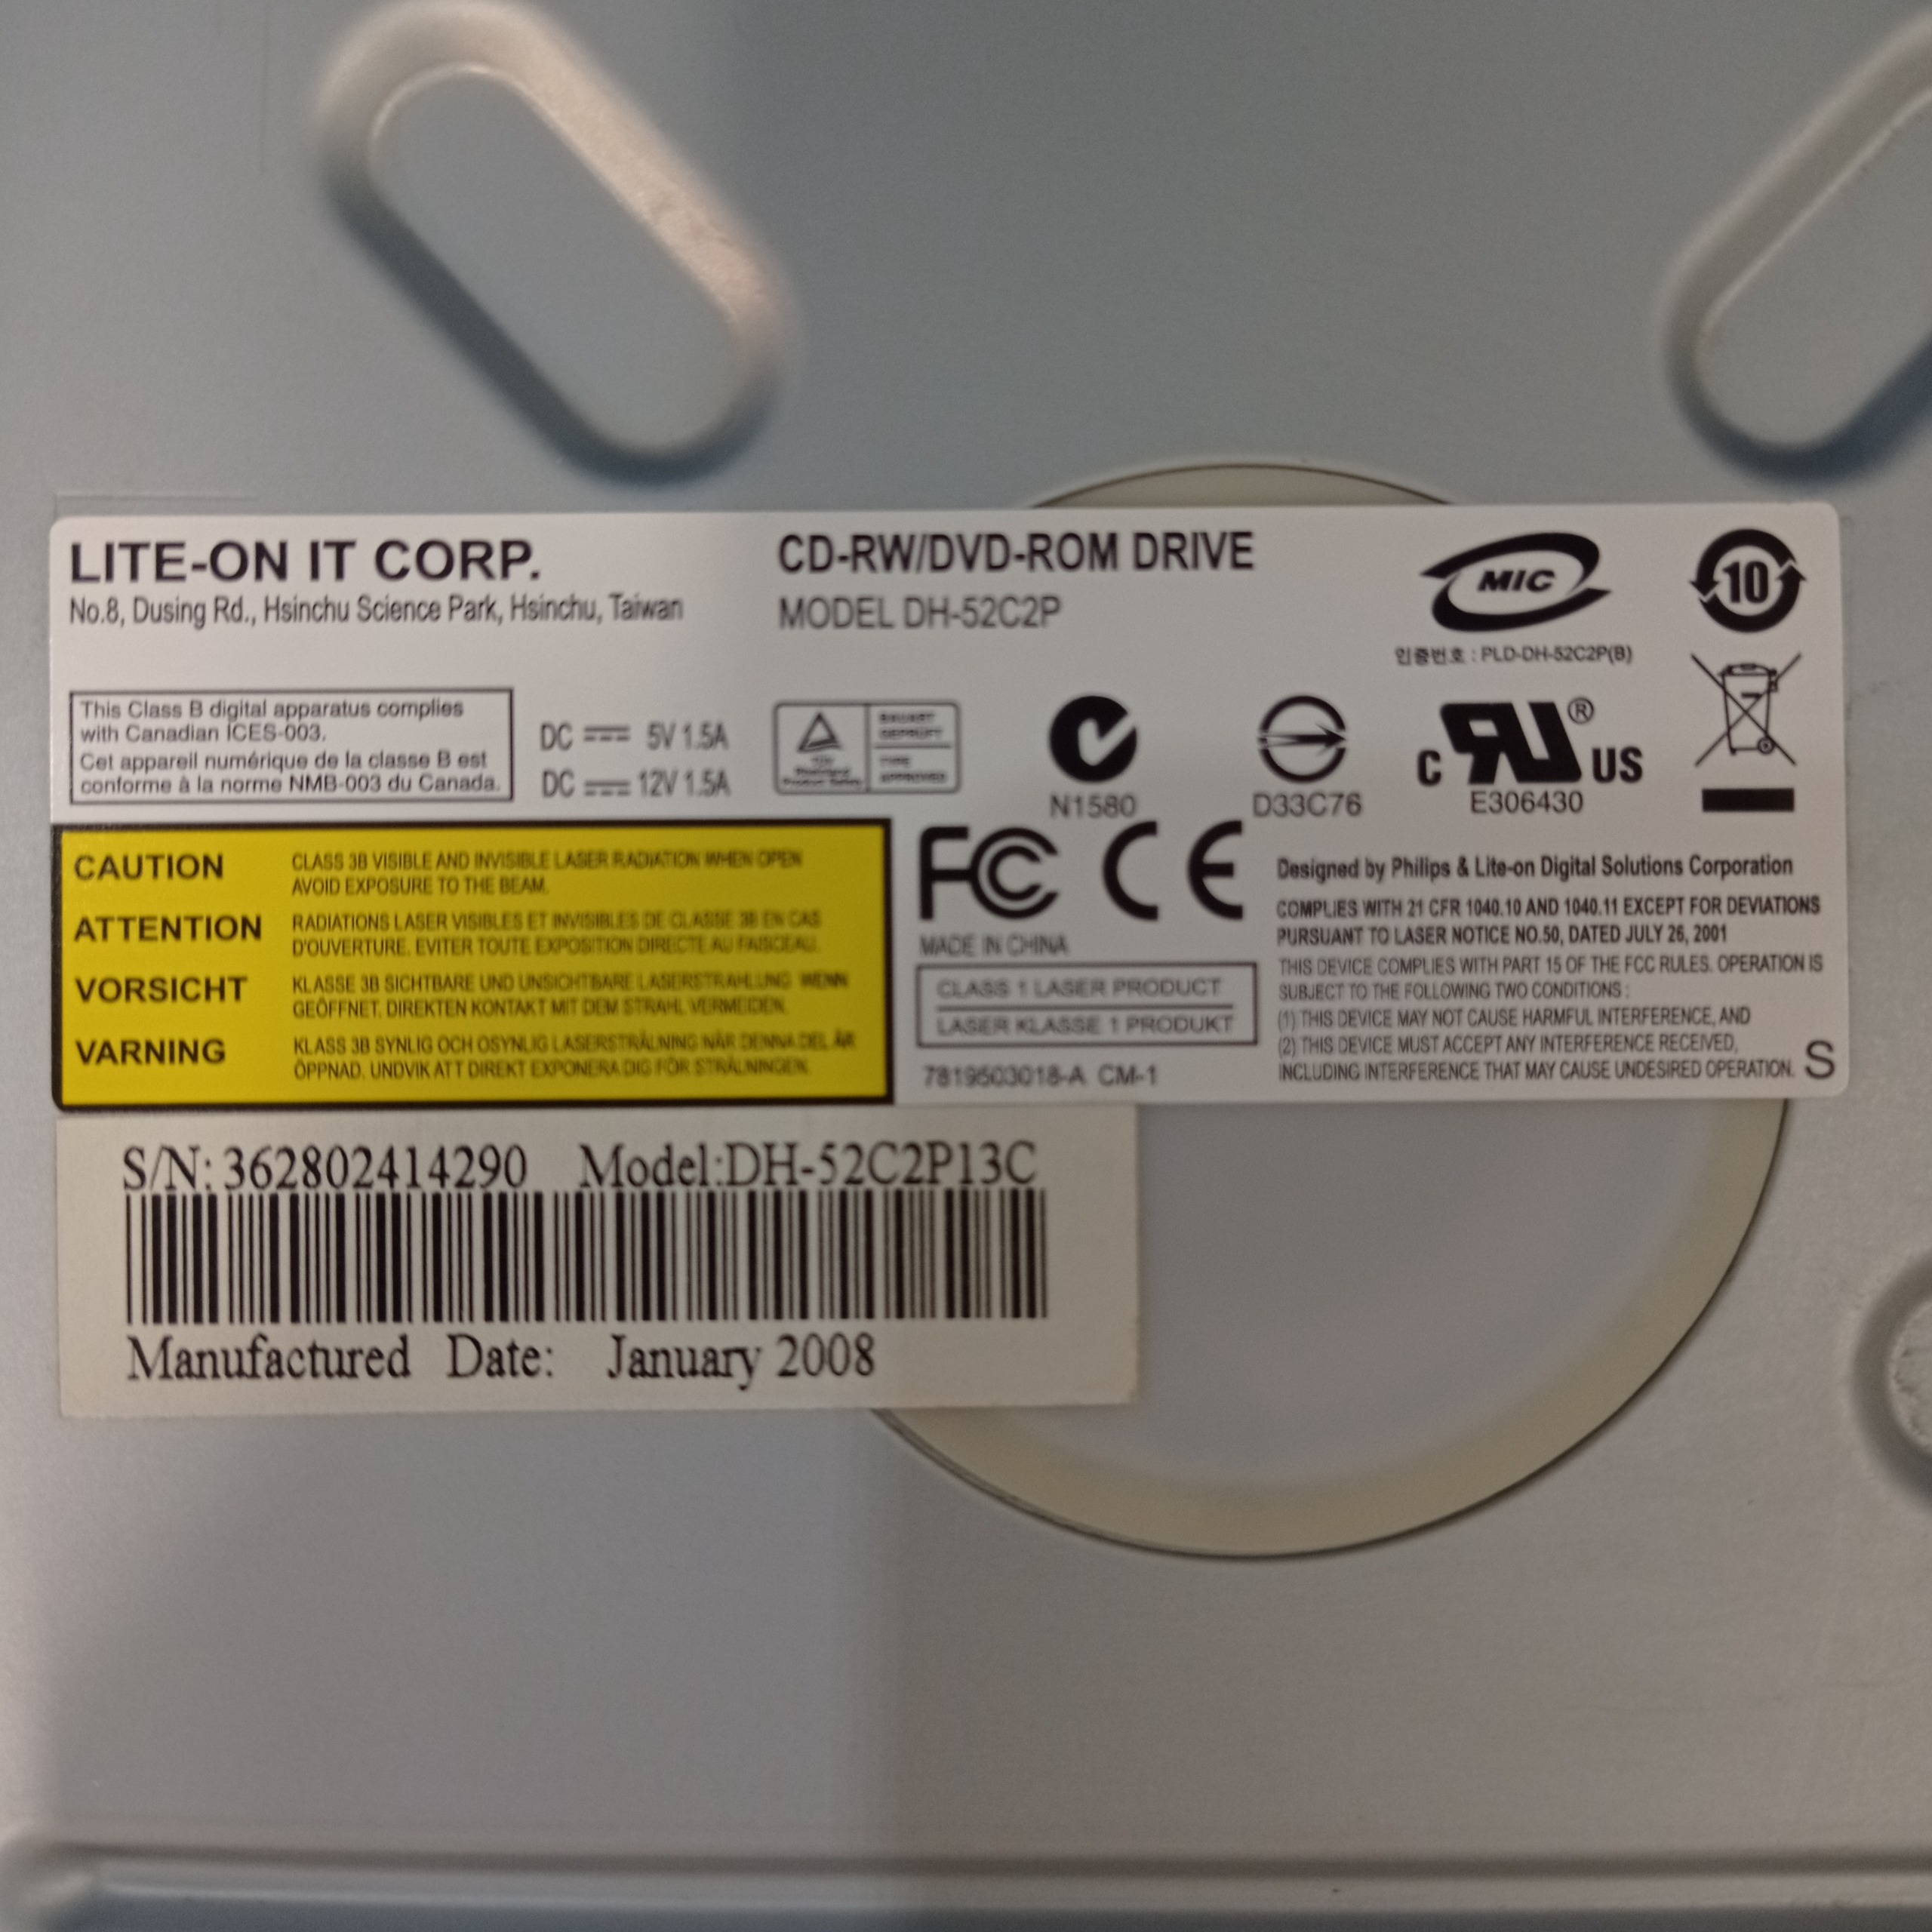 LITE-ON IT CORP.
No.8, Dusing Rd., Hsinchu Science Park, Hsinchu, Taiwan
CD-RW/DVD-ROM DRIVE
MODEL DH-52C2P
MIC
인증번호 : PLD-DH-52C2P(B)
10
This Class B digital apparatus complies
with Canadian ICES-003.
Cet appareil numérique de la classe B est
conforme à la norme NMB-003 du Canada.
DC 5V 1.5A
DC 12V 1.5A
TÜV
Rheinland
Product Safety
BAUART
GEPRÜFT
TYPE
APPROVED
N1580
D33C76
C RU® US
E306430
CAUTION CLASS 3B VISIBLE AND INVISIBLE LASER RADIATION WHEN OPEN
AVOID EXPOSURE TO THE BEAM.
ATTENTION RADIATIONS LASER VISIBLES ET INVISIBLES DE CLASSE 3B EN CAS
D'OUVERTURE. EVITER TOUTE EXPOSITION DIRECTE AU FAISCEAU.
VORSICHT KLASSE 3B SICHTBARE UND UNSICHTBARE LASERSTRAHLUNG WENN
GEÖFFNET. DIREKTEN KONTAKT MIT DEM STRAHL VERMEIDEN.
VARNING KLASS 3B SYNLIG OCH OSYNLIG LASERSTRÅLNING NÄR DENNA DEL ÄR
ÖPPNAD. UNDVIK ATT DIREKT EXPONERA DIG FÖR STRÅLNINGEN.
FC CE
MADE IN CHINA
CLASS 1 LASER PRODUCT
LASER KLASSE 1 PRODUKT
7819503018-A CM-1
Designed by Philips & Lite-on Digital Solutions Corporation
COMPLIES WITH 21 CFR 1040.10 AND 1040.11 EXCEPT FOR DEVIATIONS
PURSUANT TO LASER NOTICE NO.50, DATED JULY 26, 2001
THIS DEVICE COMPLIES WITH PART 15 OF THE FCC RULES. OPERATION IS
SUBJECT TO THE FOLLOWING TWO CONDITIONS :
(1) THIS DEVICE MAY NOT CAUSE HARMFUL INTERFERENCE, AND
(2) THIS DEVICE MUST ACCEPT ANY INTERFERENCE RECEIVED,
INCLUDING INTERFERENCE THAT MAY CAUSE UNDESIRED OPERATION. S
S/N: 362802414290 Model:DH-52C2P13C
Manufactured Date: January 2008